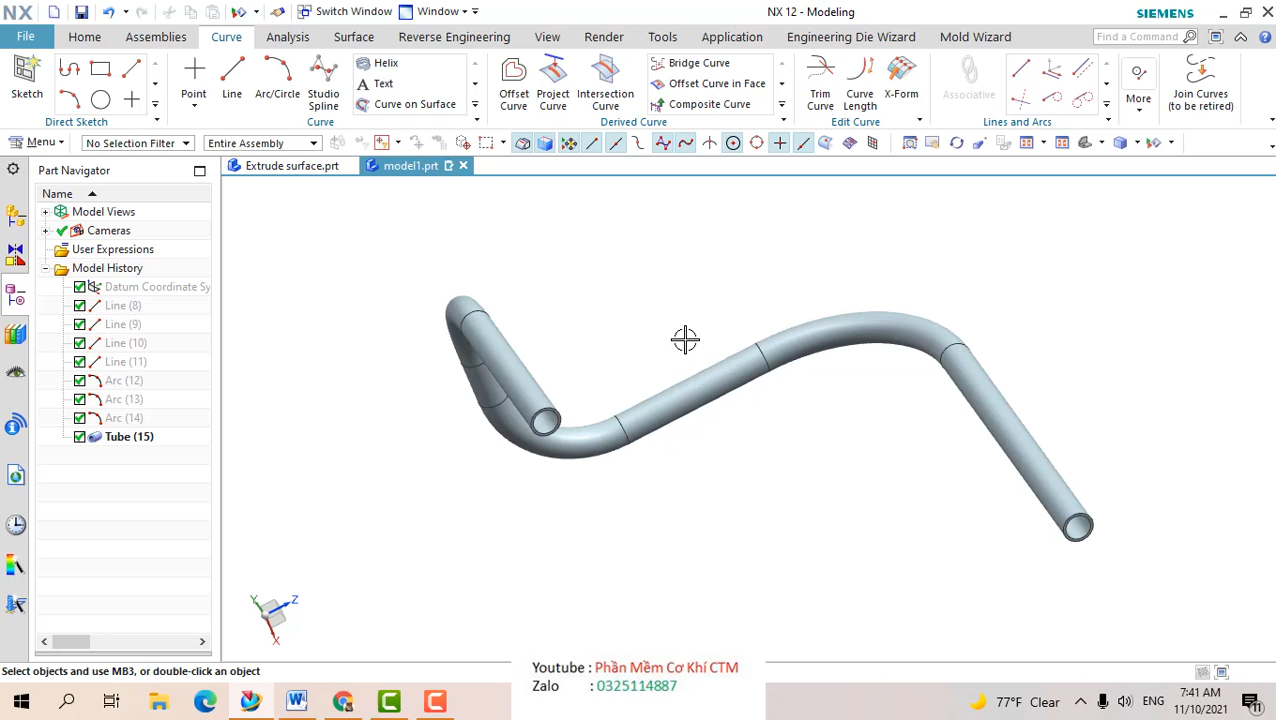 NX
Switch Window
Window
NX 12 - Modeling
SIEMENS
File
Home
Assemblies
Curve
Analysis
Surface
Reverse Engineering
View
Render
Tools
Application
Engineering Die Wizard
Mold Wizard
Find a Command
Sketch
Direct Sketch
Point
Line
Arc/Circle
Studio Spline
Helix
Text
Curve on Surface
Curve
Offset Curve
Project Curve
Intersection Curve
Bridge Curve
Offset Curve in Face
Composite Curve
Derived Curve
Trim Curve
Curve Length
X-Form
Edit Curve
Associative
Lines and Arcs
More
Join Curves (to be retired)
Menu
No Selection Filter
Entire Assembly
Extrude surface.prt
model1.prt
Part Navigator
Name
Model Views
Cameras
User Expressions
Model History
Datum Coordinate Sy
Line (8)
Line (9)
Line (10)
Line (11)
Arc (12)
Arc (13)
Arc (14)
Tube (15)
Y
Z
X
Select objects and use MB3, or double-click an object
Youtube : Phần Mềm Cơ Khí CTM
Zalo : 0325114887
77°F Clear
ENG
7:41 AM
11/10/2021
11